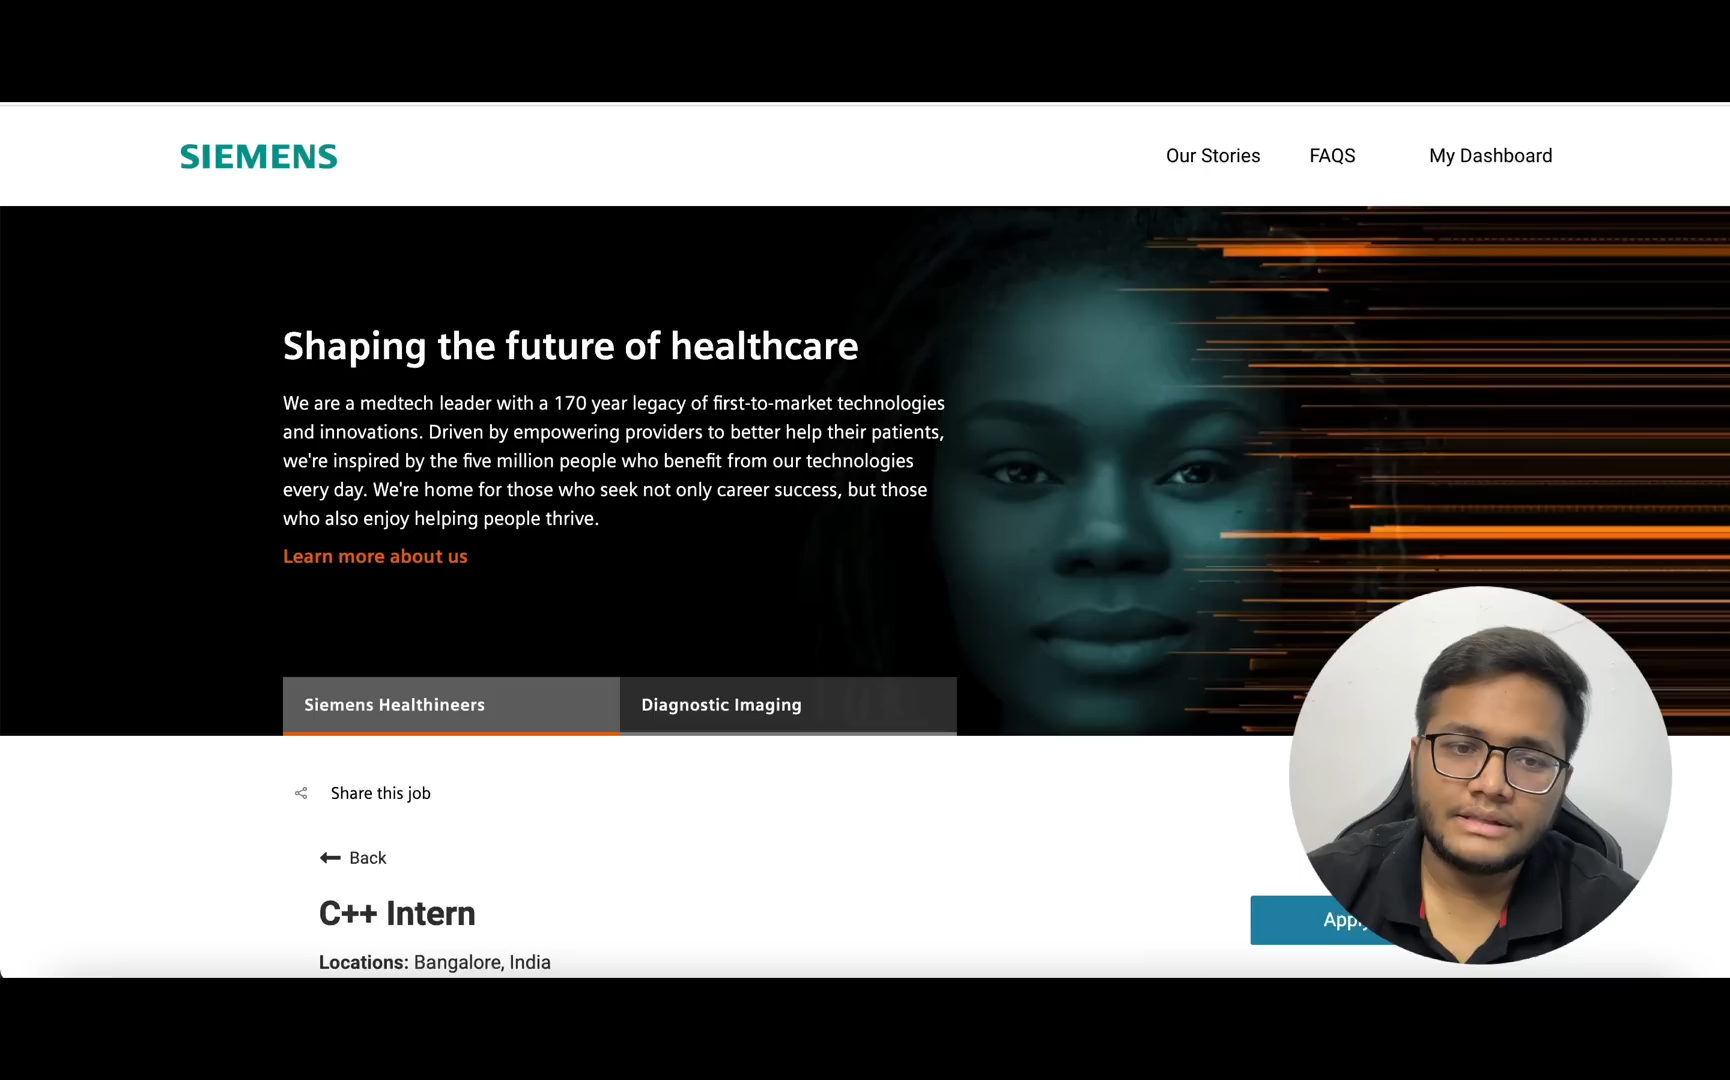 SIEMENS
Our Stories
FAQS
My Dashboard
Shaping the future of healthcare
We are a medtech leader with a 170 year legacy of first-to-market technologies
and innovations. Driven by empowering providers to better help their patients,
we're inspired by the five million people who benefit from our technologies
every day. We're home for those who seek not only career success, but those
who also enjoy helping people thrive.
Learn more about us
Siemens Healthineers
Diagnostic Imaging
Share this job
Back
C++ Intern
Apply
Locations: Bangalore, India